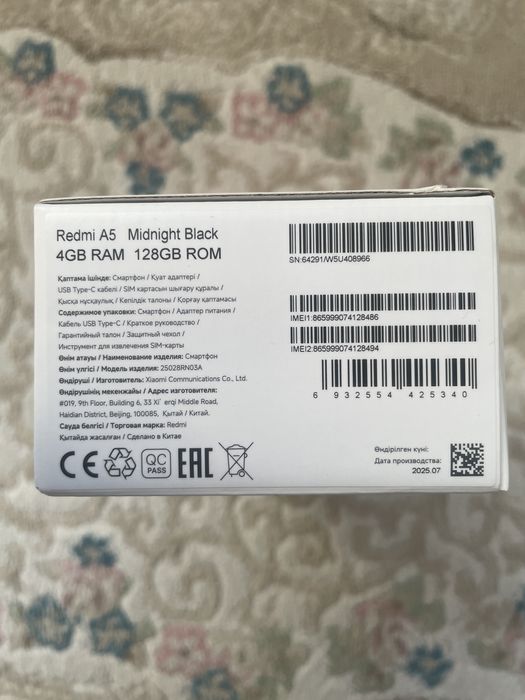 Redmi A5 Midnight Black
4GB RAM 128GB ROM
Қаптама ішінде: Смартфон / Қуат адаптері /
USB Type-C кабелі / SIM картасын шығару құралы /
Қысқа нұсқаулық / Кепілдік талоны / Қорғау қаптамасы
Содержимое упаковки: Смартфон / Адаптер питания /
Кабель USB Type-C / Краткое руководство /
Гарантийный талон / Защитный чехол /
Инструмент для извлечения SIM-карты
Өнім атауы / Наименование изделия: Смартфон
Өнім үлгісі / Модель изделия: 25028RN03A
Өндіруші / Изготовитель: Xiaomi Communications Co., Ltd.
Өндірушінің мекенжайы / Адрес изготовителя:
#019, 9th Floor, Building 6, 33 Xi' erqi Middle Road,
Haidian District, Beijing, 100085, Қытай / Китай.
Сауда белгісі / Торговая марка: Redmi
Қытайда жасалған / Сделано в Китае
CE
QC
PASS
EAC
SN:64291/W5U408966
IMEI1:865999074128486
IMEI2:865999074128494
6 932554 425340
Өндірілген күні:
Дата производства:
2025.07